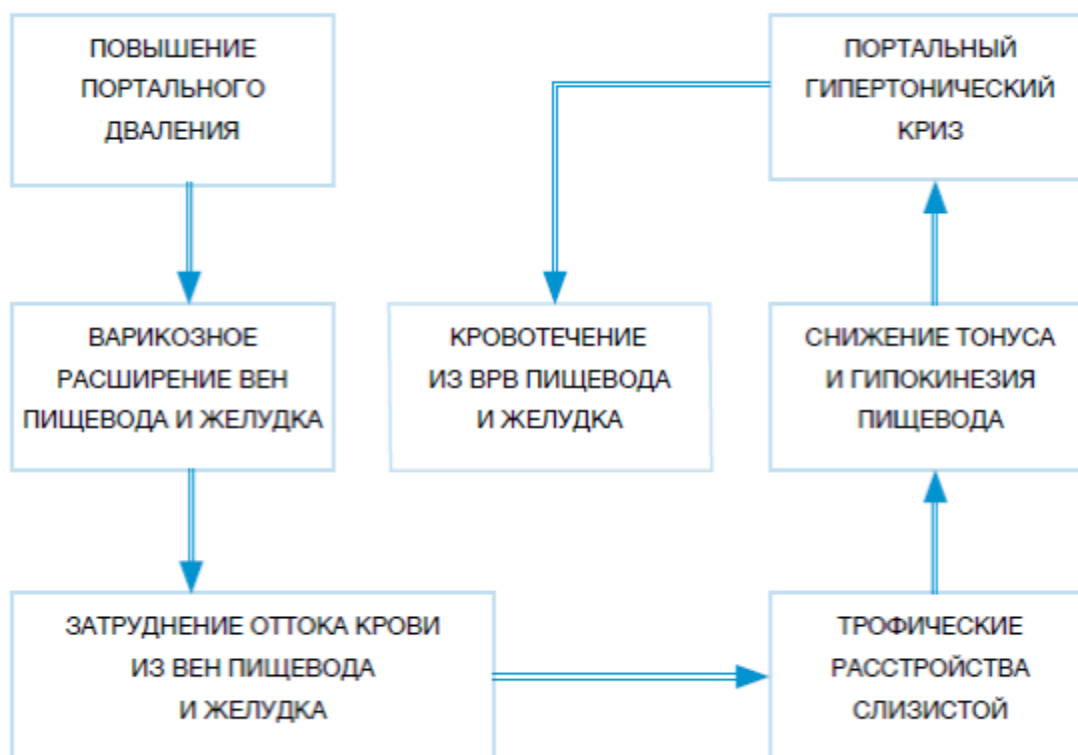 ПОВЫШЕНИЕ
ПОРТАЛЬНОГО
ДВАЛЕНИЯ
ВАРИКОЗНОЕ
РАСШИРЕНИЕ ВЕН
ПИЩЕВОДА И ЖЕЛУДКА
ЗАТРУДНЕНИЕ ОТТОКА КРОВИ
ИЗ ВЕН ПИЩЕВОДА
И ЖЕЛУДКА
ТРОФИЧЕСКИЕ
РАССТРОЙСТВА
СЛИЗИСТОЙ
СНИЖЕНИЕ ТОНУСА
И ГИПОКИНЕЗИЯ
ПИЩЕВОДА
ПОРТАЛЬНЫЙ
ГИПЕРТОНИЧЕСКИЙ
КРИЗ
КРОВОТЕЧЕНИЕ
ИЗ ВРВ ПИЩЕВОДА
И ЖЕЛУДКА